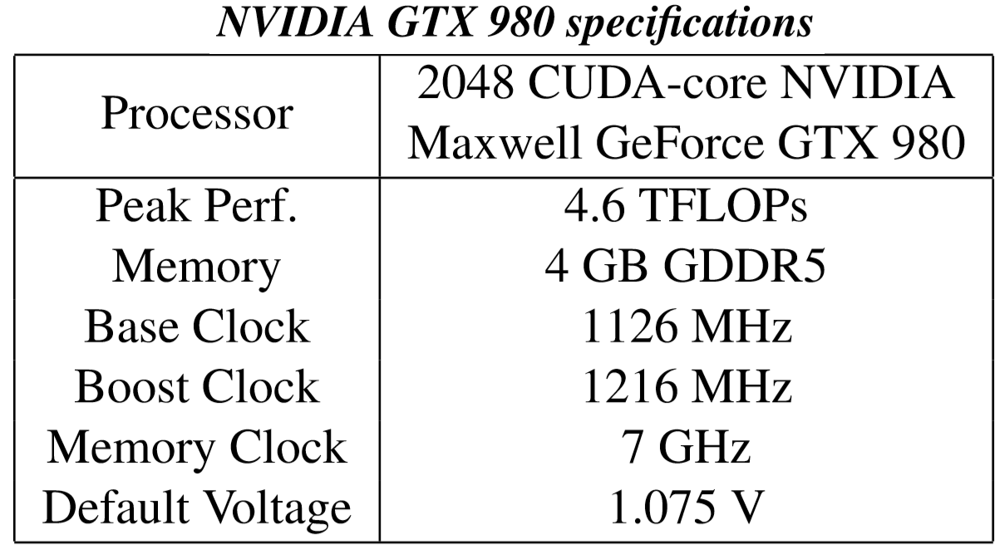 NVIDIA GTX 980 specifications
Processor
2048 CUDA-core NVIDIA
Maxwell GeForce GTX 980
Peak Perf. 4.6 TFLOPs
Memory 4 GB GDDR5
Base Clock 1126 MHz
Boost Clock 1216 MHz
Memory Clock 7 GHz
Default Voltage 1.075 V